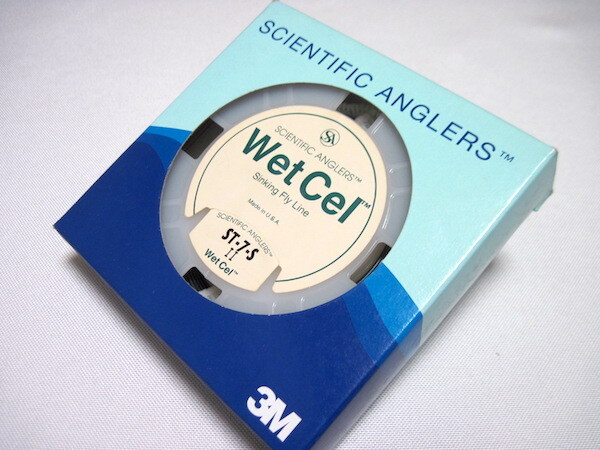 SCIENTIFIC ANGLERS™
SA
SCIENTIFIC ANGLERS™
Wet Cel™
Sinking Fly Line
Made in U.S.A.
SCIENTIFIC ANGLERS™
ST-7-S
II
Wet Cel™
3M